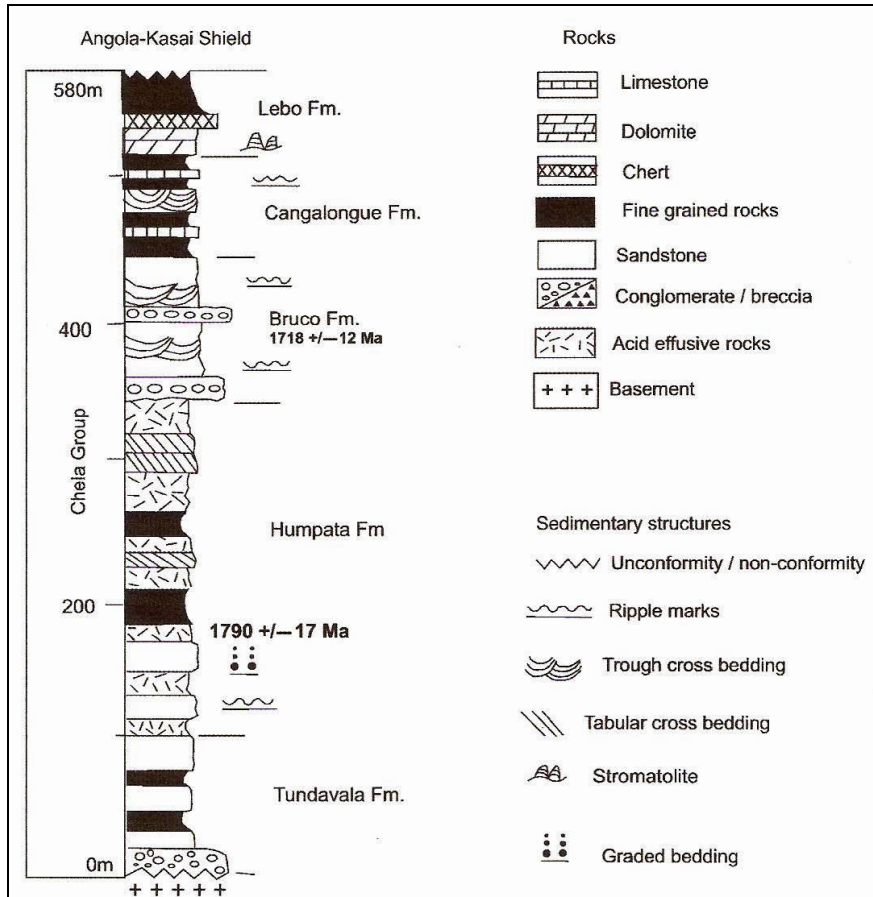 Angola-Kasai Shield
580m
Lebo Fm.
Cangalongue Fm.
400
Bruco Fm.
1718 +/—12 Ma
Chela Group
Humpata Fm
200
1790 +/—17 Ma
Tundavala Fm.
0m
Rocks
Limestone
Dolomite
Chert
Fine grained rocks
Sandstone
Conglomerate / breccia
Acid effusive rocks
Basement
Sedimentary structures
Unconformity / non-conformity
Ripple marks
Trough cross bedding
Tabular cross bedding
Stromatolite
Graded bedding